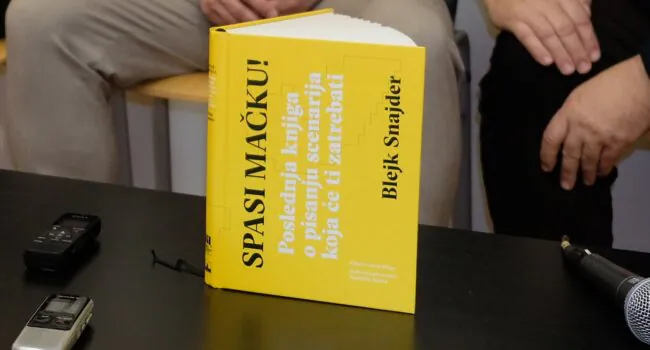 SPASI MAČKU!
Poslednja knjiga
o pisanju scenarija
koja će ti zatrebati
Blejk Snajder